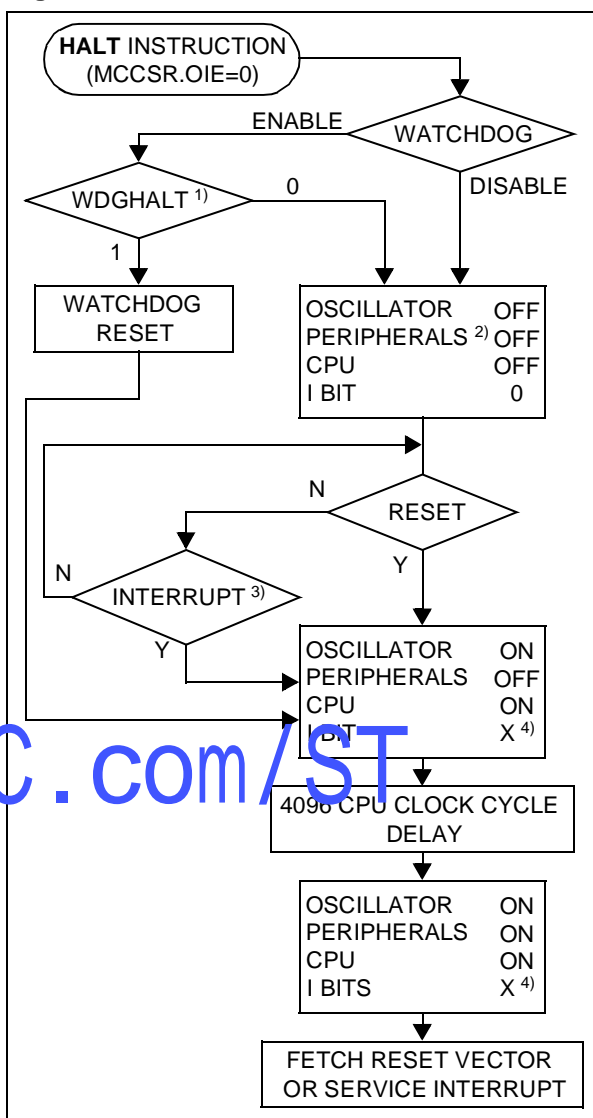 HALT INSTRUCTION
(MCCSR.OIE=0)
ENABLE
WATCHDOG
WDGHALT 1)
0
DISABLE
1
WATCHDOG
RESET
OSCILLATOR OFF
PERIPHERALS 2) OFF
CPU OFF
I BIT 0
N
RESET
N
INTERRUPT 3)
Y
Y
OSCILLATOR ON
PERIPHERALS OFF
CPU ON
I BIT X 4)
C.com/ST
4096 CPU CLOCK CYCLE
DELAY
OSCILLATOR ON
PERIPHERALS ON
CPU ON
I BITS X 4)
FETCH RESET VECTOR
OR SERVICE INTERRUPT